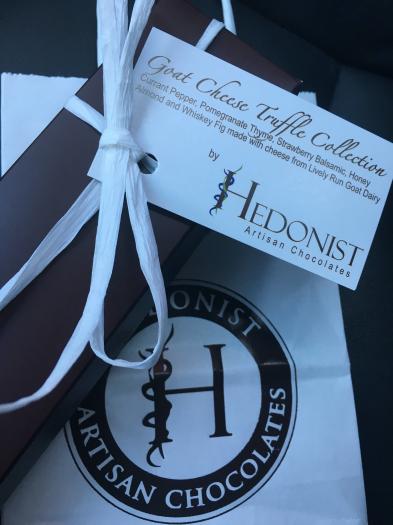 Goat Cheese Truffle Collection
Currant Pepper, Pomegranate Thyme, Strawberry Balsamic, Honey
Almond and Whiskey Fig made with cheese from Lively Run Goat Dairy
by
HEDONIST
Artisan Chocolates
HEDONIST
H
ARTISAN CHOCOLATES